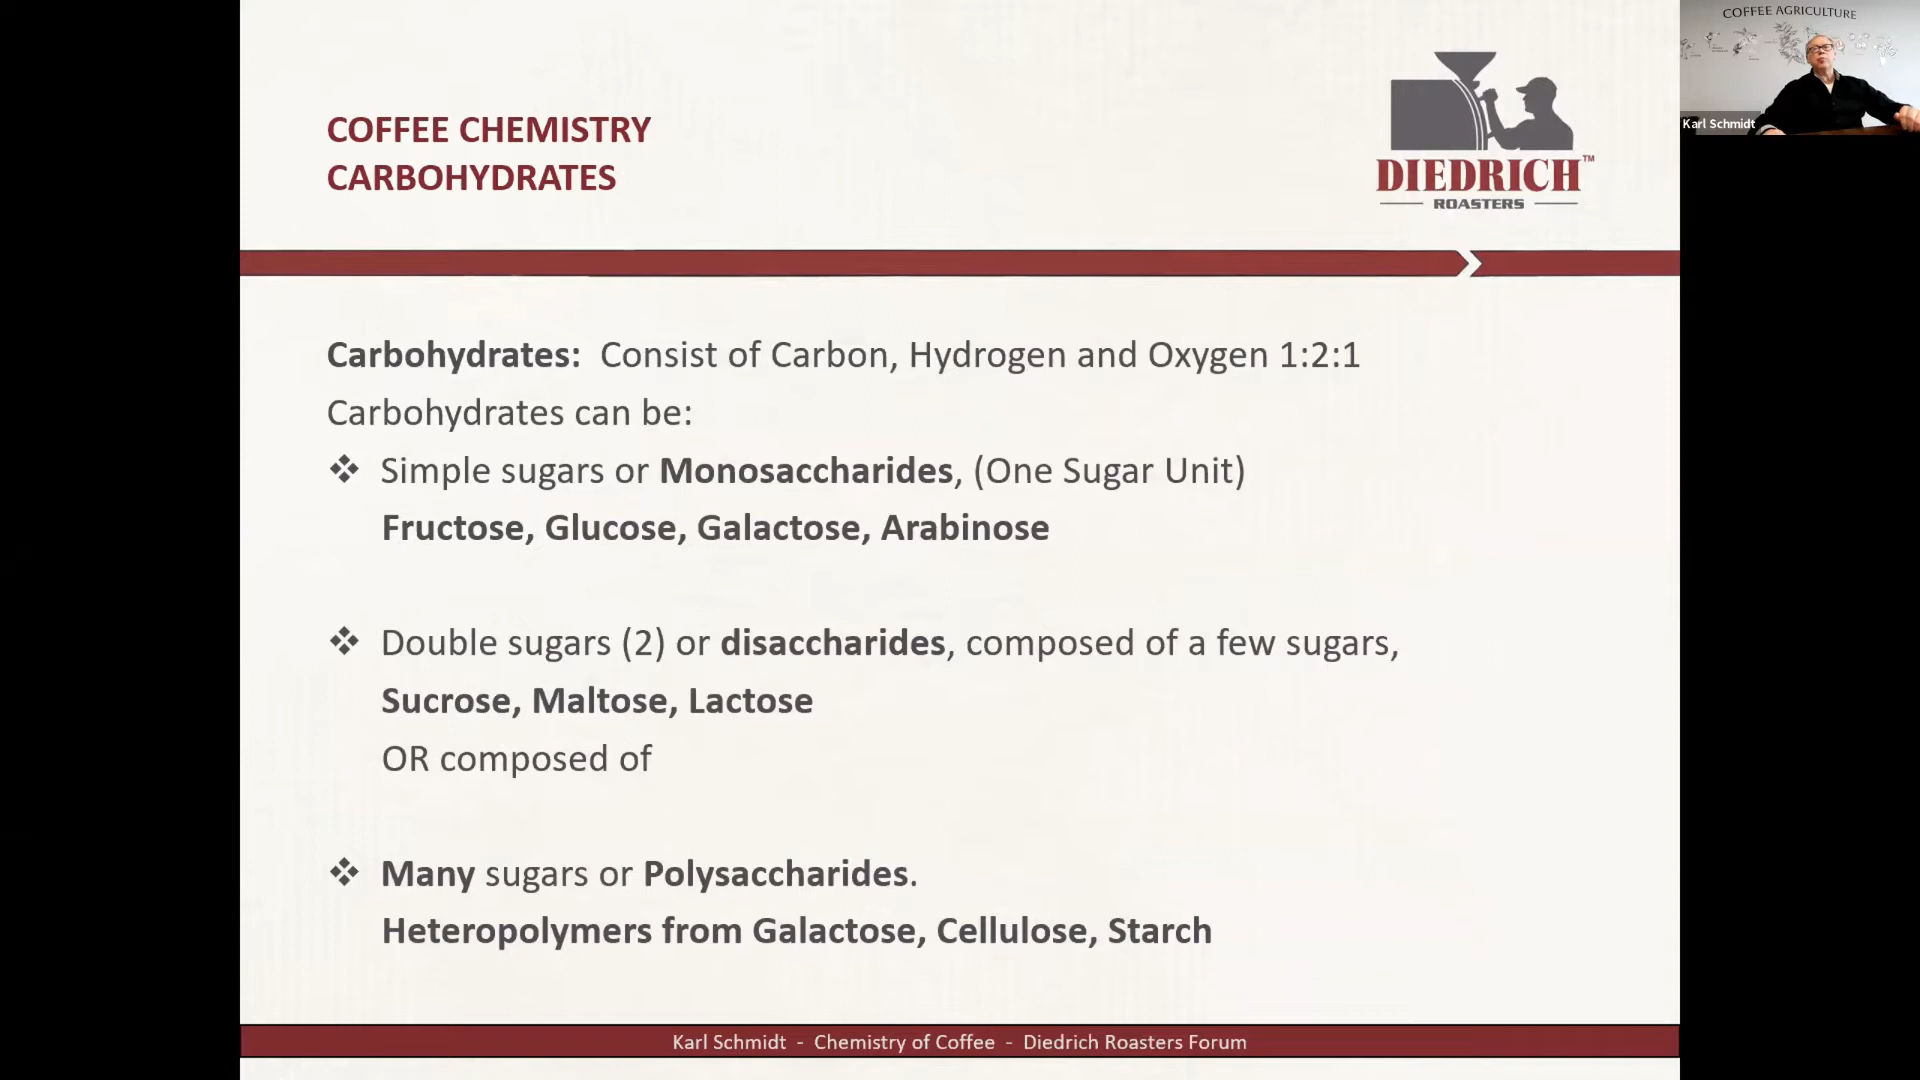 COFFEE AGRICULTURE
Karl Schmidt
COFFEE CHEMISTRY
CARBOHYDRATES
DIEDRICH™
ROASTERS
Carbohydrates: Consist of Carbon, Hydrogen and Oxygen 1:2:1
Carbohydrates can be:
❖ Simple sugars or Monosaccharides, (One Sugar Unit)
Fructose, Glucose, Galactose, Arabinose
❖ Double sugars (2) or disaccharides, composed of a few sugars,
Sucrose, Maltose, Lactose
OR composed of
❖ Many sugars or Polysaccharides.
Heteropolymers from Galactose, Cellulose, Starch
Karl Schmidt - Chemistry of Coffee - Diedrich Roasters Forum